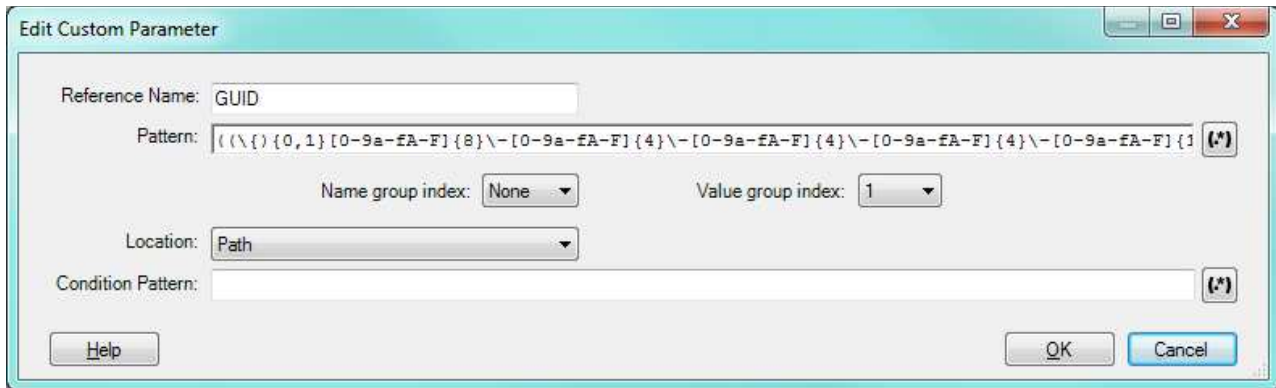 Edit Custom Parameter
Reference Name: GUID
Pattern: ((\{){0,1}[0-9a-fA-F]{8}\-[0-9a-fA-F]{4}\-[0-9a-fA-F]{4}\-[0-9a-fA-F]{4}\-[0-9a-fA-F]{1 (.*)
Name group index: None Value group index: 1
Location: Path
Condition Pattern: (.*)
Help OK Cancel